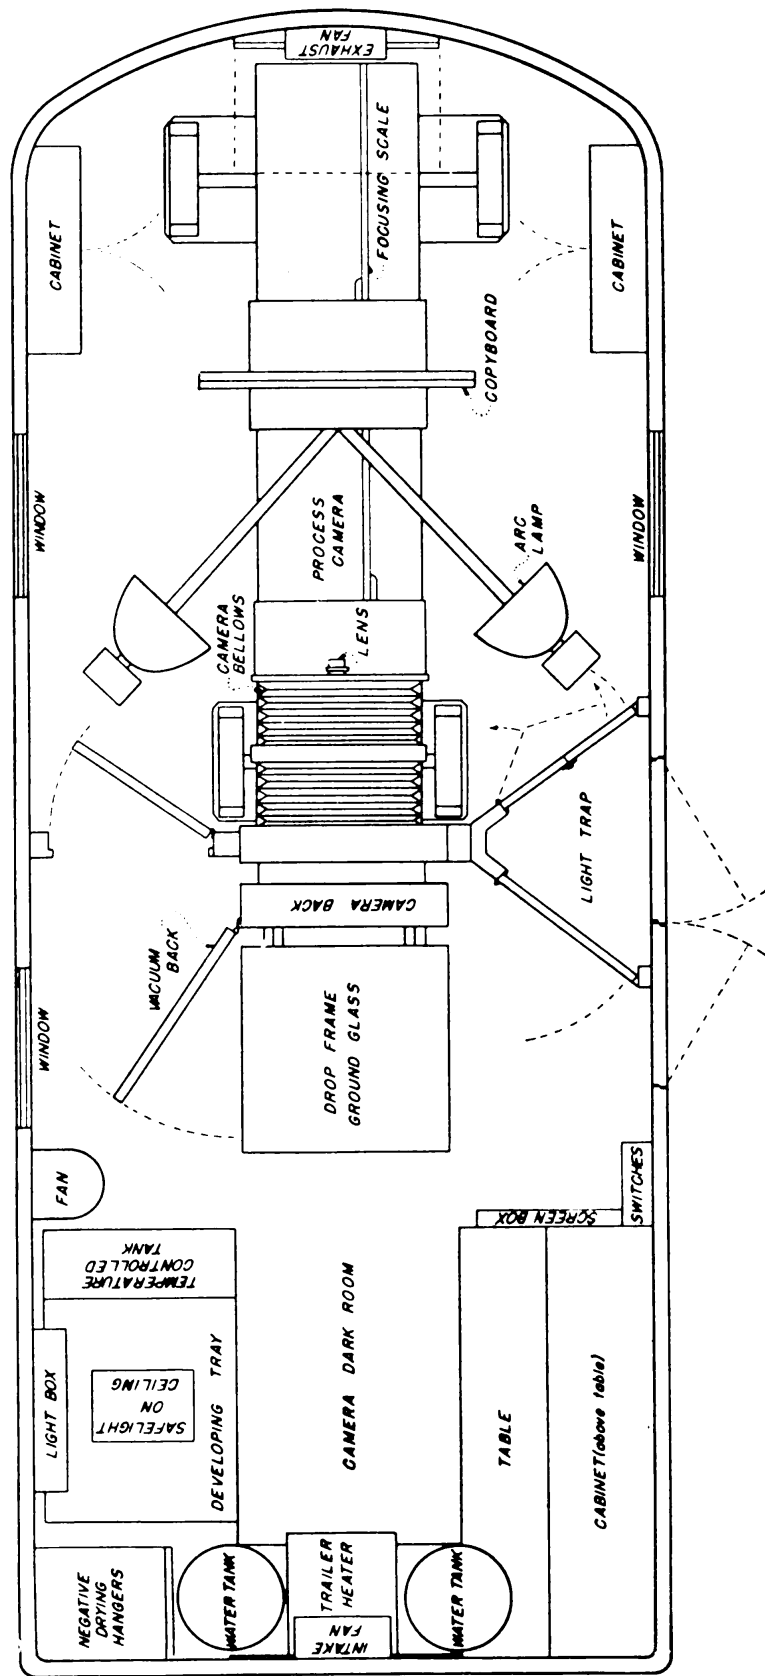 EXHAUST
FAN
FOCUSING SCALE
CABINET
CABINET
COPYBOARD
WINDOW
WINDOW
PROCESS
CAMERA
ARC
LAMP
CAMERA
BELLOWS
LENS
LIGHT TRAP
CAMERA BACK
VACUUM
BACK
DROP FRAME
GROUND GLASS
WINDOW
FAN
SWITCHES
SCREEN BOX
TEMPERATURE
CONTROLLED
TANK
LIGHT BOX
SAFELIGHT
ON
CEILING
DEVELOPING TRAY
CAMERA DARK ROOM
TABLE
CABINET(above table)
NEGATIVE
DRYING
HANGERS
WATER TANK
TRAILER
HEATER
INTAKE
FAN
WATER TANK